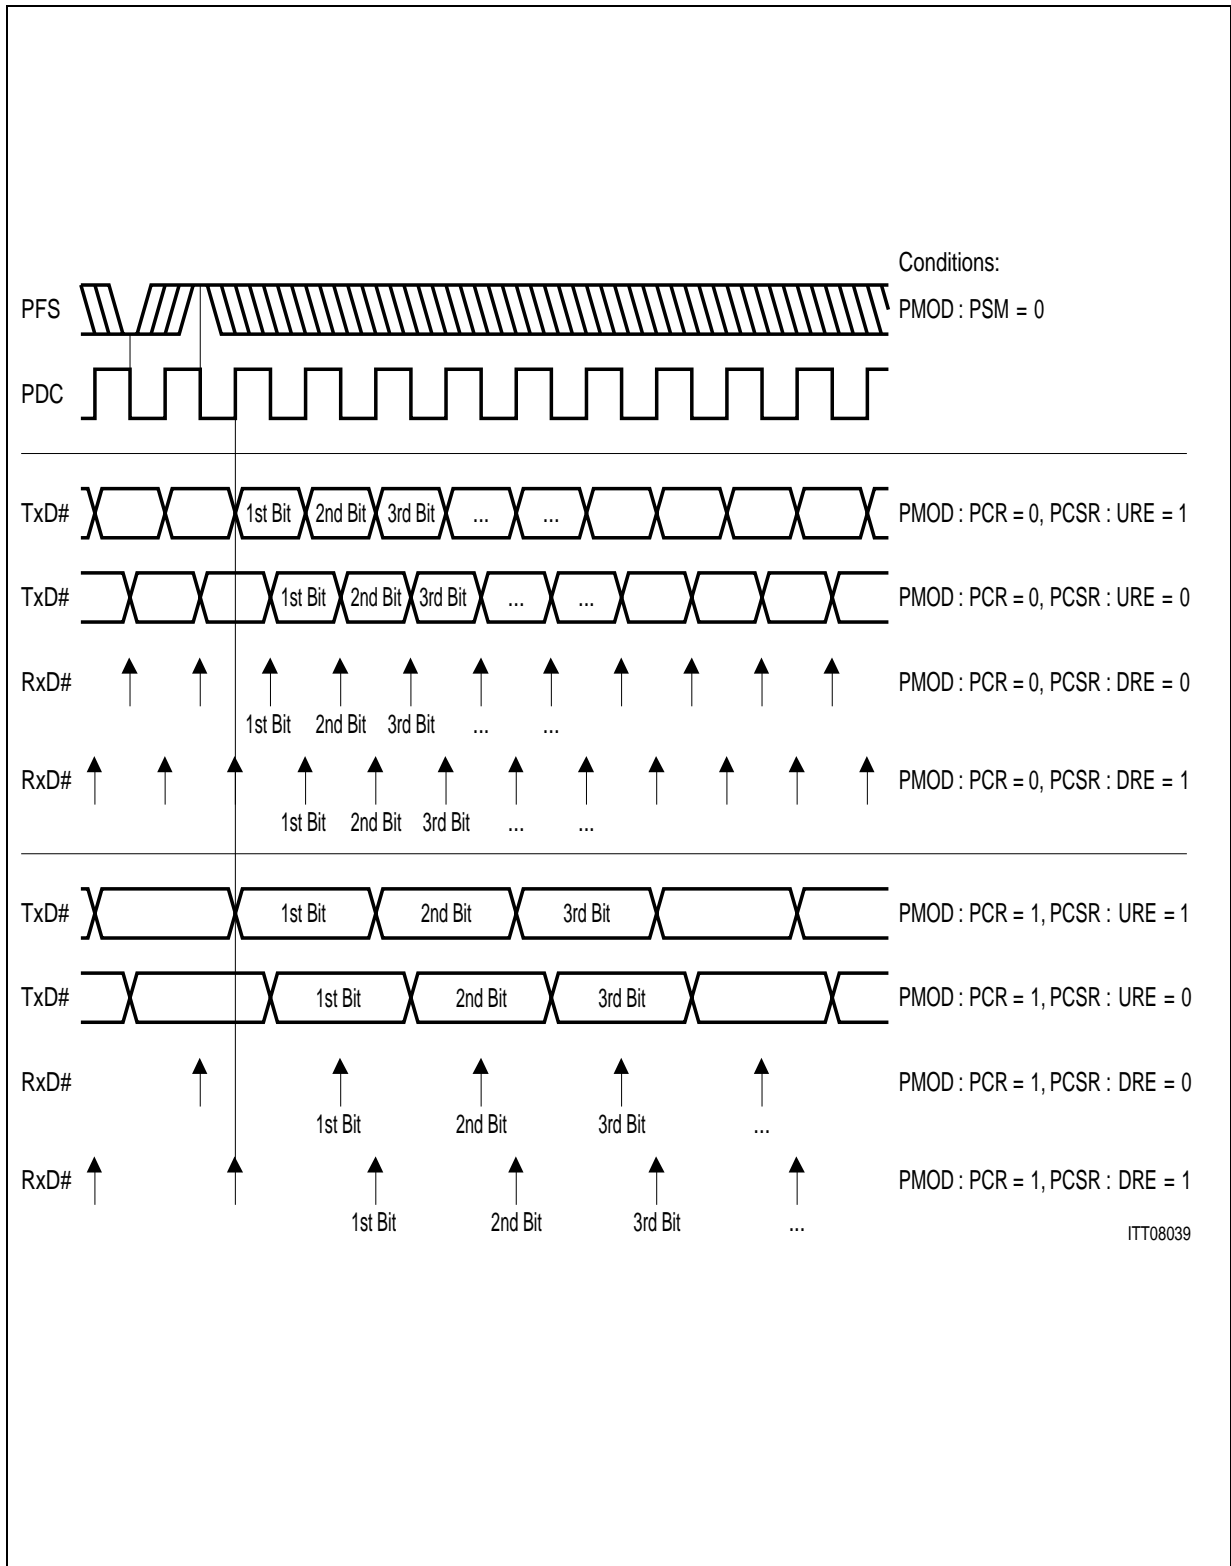 Conditions:
PFS
PMOD : PSM = 0
PDC
TxD# 1st Bit 2nd Bit 3rd Bit ... ... PMOD : PCR = 0, PCSR : URE = 1
TxD# 1st Bit 2nd Bit 3rd Bit ... ... PMOD : PCR = 0, PCSR : URE = 0
RxD# PMOD : PCR = 0, PCSR : DRE = 0
1st Bit 2nd Bit 3rd Bit ... ...
RxD# PMOD : PCR = 0, PCSR : DRE = 1
1st Bit 2nd Bit 3rd Bit ... ...
TxD# 1st Bit 2nd Bit 3rd Bit PMOD : PCR = 1, PCSR : URE = 1
TxD# 1st Bit 2nd Bit 3rd Bit PMOD : PCR = 1, PCSR : URE = 0
RxD# PMOD : PCR = 1, PCSR : DRE = 0
1st Bit 2nd Bit 3rd Bit ...
RxD# PMOD : PCR = 1, PCSR : DRE = 1
1st Bit 2nd Bit 3rd Bit ...
ITT08039